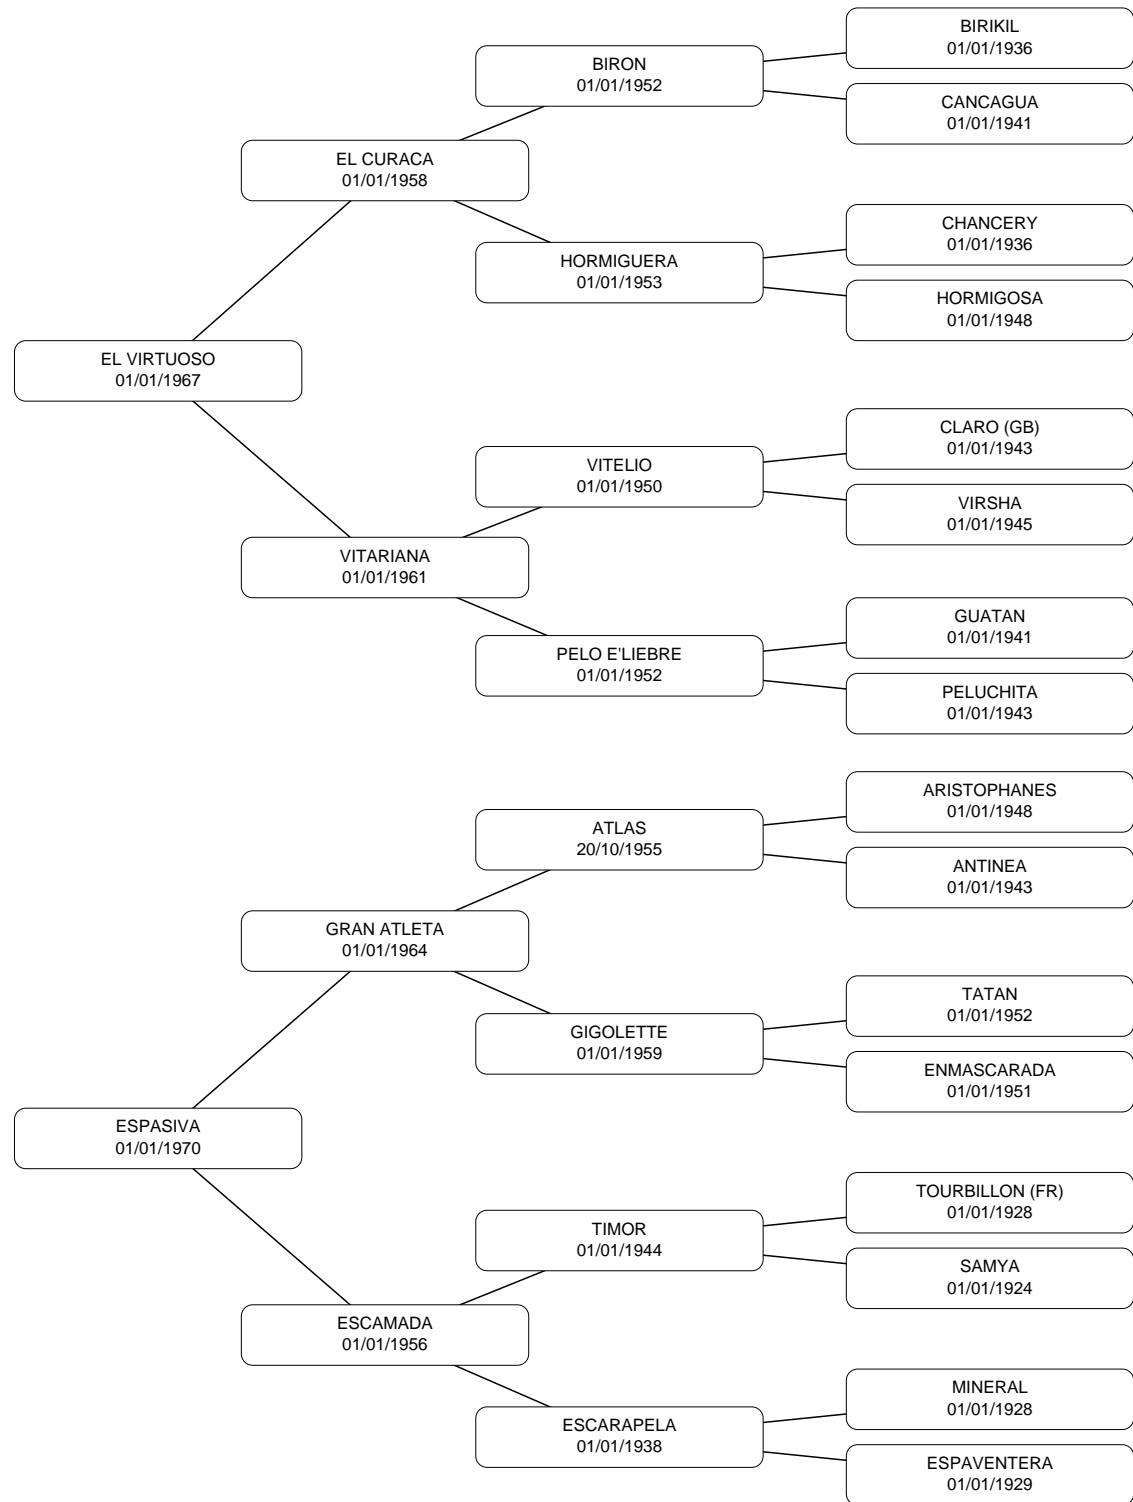 BIRIKIL
01/01/1936
BIRON
01/01/1952
CANCAGUA
01/01/1941
EL CURACA
01/01/1958
CHANCERY
01/01/1936
HORMIGUERA
01/01/1953
HORMIGOSA
01/01/1948
EL VIRTUOSO
01/01/1967
CLARO (GB)
01/01/1943
VITELIO
01/01/1950
VIRSHA
01/01/1945
VITARIANA
01/01/1961
GUATAN
01/01/1941
PELO E'LIEBRE
01/01/1952
PELUCHITA
01/01/1943
ARISTOPHANES
01/01/1948
ATLAS
20/10/1955
ANTINEA
01/01/1943
GRAN ATLETA
01/01/1964
TATAN
01/01/1952
GIGOLETTE
01/01/1959
ENMASCARADA
01/01/1951
ESPASIVA
01/01/1970
TOURBILLON (FR)
01/01/1928
TIMOR
01/01/1944
SAMYA
01/01/1924
ESCAMADA
01/01/1956
MINERAL
01/01/1928
ESCARAPELA
01/01/1938
ESPAVENTERA
01/01/1929